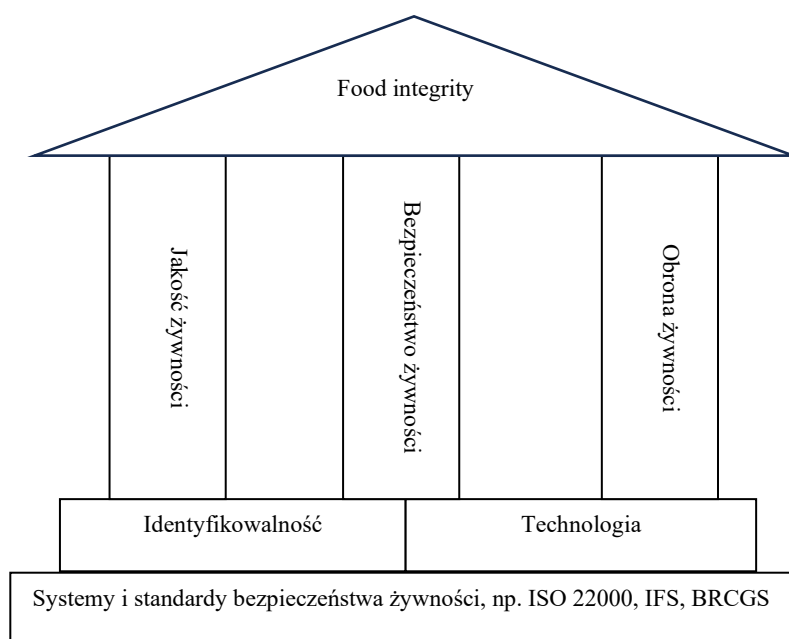 Food integrity
Jakość żywności
Bezpieczeństwo żywności
Obrona żywności
Identyfikowalność
Technologia
Systemy i standardy bezpieczeństwa żywności, np. ISO 22000, IFS, BRCGS